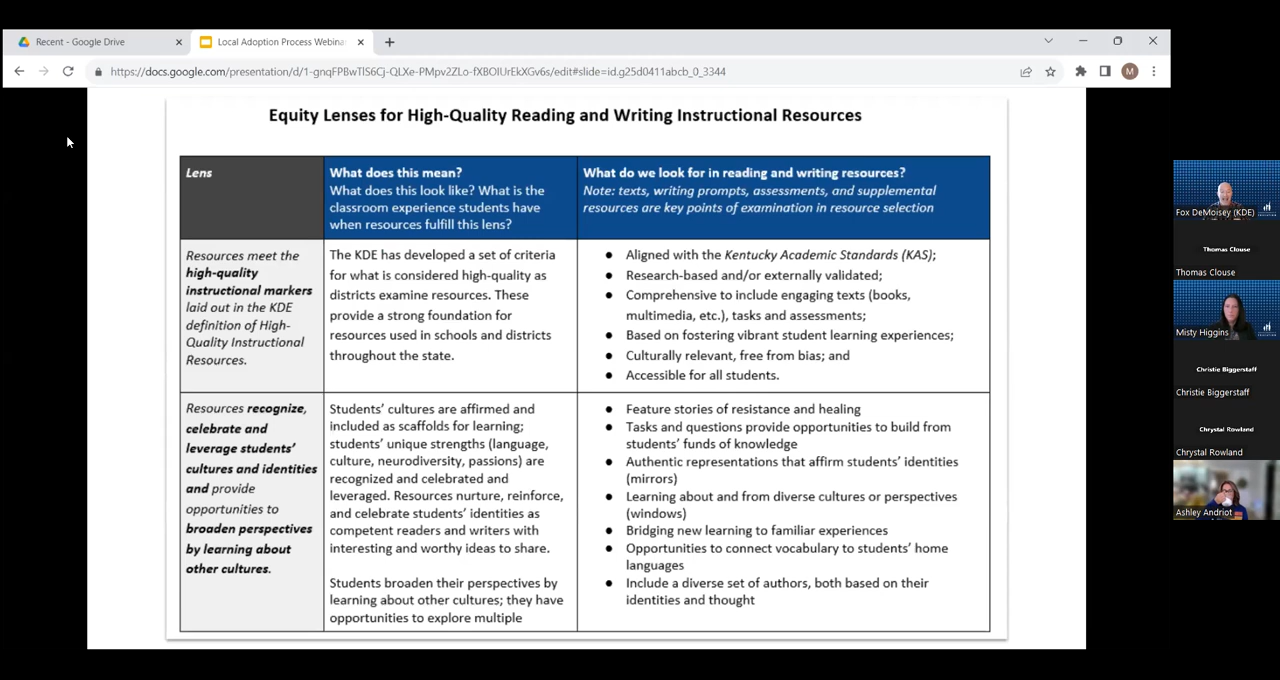 Recent - Google Drive
Local Adoption Process Webina
https://docs.google.com/presentation/d/1-gnqFPBwTlS6Cj-QLXe-PMpv2ZLo-fXBOIUrEkXGv6s/edit#slide=id.g25d0411abcb_0_3344
M
Equity Lenses for High-Quality Reading and Writing Instructional Resources
Lens
What does this mean?
What does this look like? What is the
classroom experience students have
when resources fulfill this lens?
What do we look for in reading and writing resources?
Note: texts, writing prompts, assessments, and supplemental
resources are key points of examination in resource selection
Resources meet the
high-quality
instructional markers
laid out in the KDE
definition of High-
Quality Instructional
Resources.
The KDE has developed a set of criteria
for what is considered high-quality as
districts examine resources. These
provide a strong foundation for
resources used in schools and districts
throughout the state.
● Aligned with the Kentucky Academic Standards (KAS);
● Research-based and/or externally validated;
● Comprehensive to include engaging texts (books,
multimedia, etc.), tasks and assessments;
● Based on fostering vibrant student learning experiences;
● Culturally relevant, free from bias; and
● Accessible for all students.
Resources recognize,
celebrate and
leverage students'
cultures and identities
and provide
opportunities to
broaden perspectives
by learning about
other cultures.
Students' cultures are affirmed and
included as scaffolds for learning;
students' unique strengths (language,
culture, neurodiversity, passions) are
recognized and celebrated and
leveraged. Resources nurture, reinforce,
and celebrate students' identities as
competent readers and writers with
interesting and worthy ideas to share.
Students broaden their perspectives by
learning about other cultures; they have
opportunities to explore multiple
● Feature stories of resistance and healing
● Tasks and questions provide opportunities to build from
students' funds of knowledge
● Authentic representations that affirm students' identities
(mirrors)
● Learning about and from diverse cultures or perspectives
(windows)
● Bridging new learning to familiar experiences
● Opportunities to connect vocabulary to students' home
languages
● Include a diverse set of authors, both based on their
identities and thought
Fox DeMoisey (KDE)
Thomas Clouse
Thomas Clouse
Misty Higgins
Christie Biggerstaff
Christie Biggerstaff
Chrystal Rowland
Chrystal Rowland
Ashley Andriot